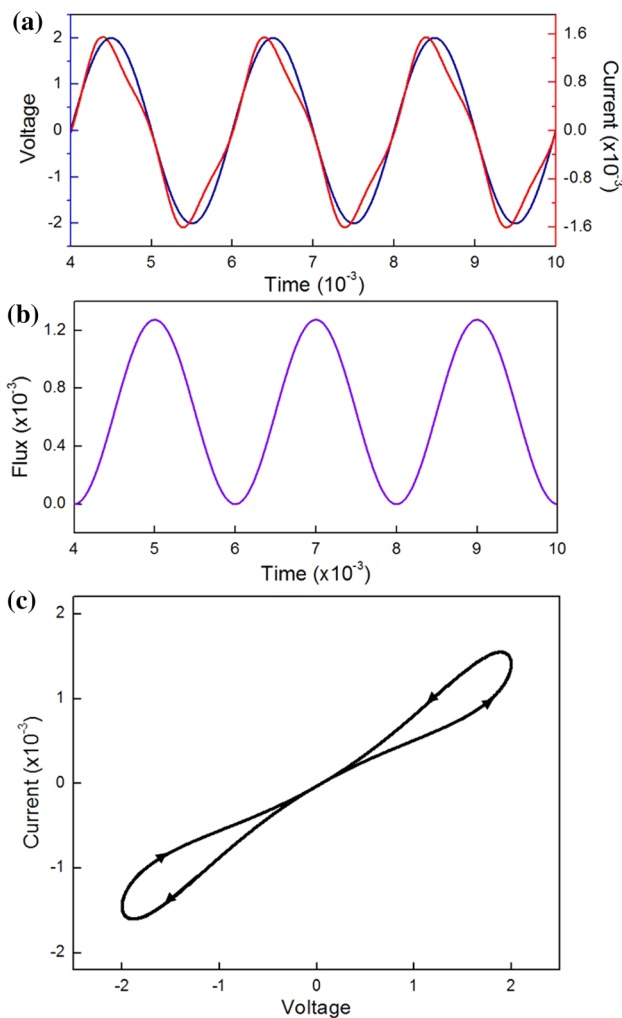 (a)
2
1
0
-1
-2
Voltage
1.6
0.8
0.0
-0.8
-1.6
Current (x10-3)
4 5 6 7 8 9 10
Time (10-3)
(b)
1.2
0.8
0.4
0.0
Flux (x10-3)
4 5 6 7 8 9 10
Time (x10-3)
(c)
2
1
0
-1
-2
Current (x10-3)
-2 -1 0 1 2
Voltage